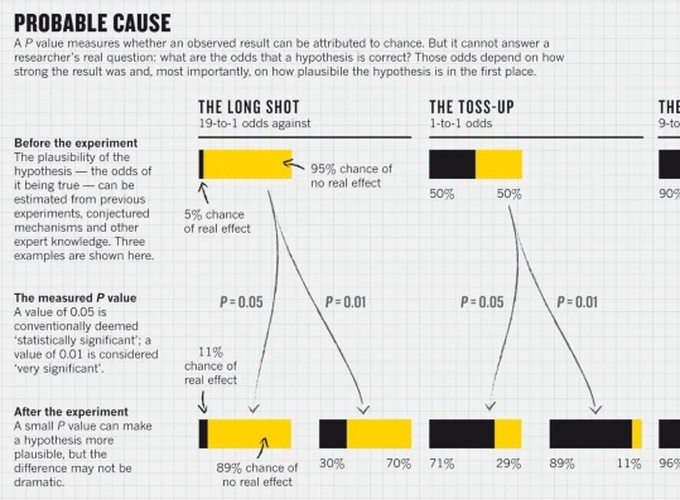 PROBABLE CAUSE
A P value measures whether an observed result can be attributed to chance. But it cannot answer a
researcher's real question: what are the odds that a hypothesis is correct? Those odds depend on how
strong the result was and, most importantly, on how plausibile the hypothesis is in the first place.
THE LONG SHOT
19-to-1 odds against
THE TOSS-UP
1-to-1 odds
THE
9-to
Before the experiment
The plausibility of the
hypothesis — the odds of
it being true — can be
estimated from previous
experiments, conjectured
mechanisms and other
expert knowledge. Three
examples are shown here.
95% chance of
no real effect
5% chance
of real effect
50%
50%
90%
The measured P value
A value of 0.05 is
conventionally deemed
'statistically significant'; a
value of 0.01 is considered
'very significant'.
P = 0.05
P = 0.01
P = 0.05
P = 0.01
11%
chance of
real effect
After the experiment
A small P value can make
a hypothesis more
plausible, but the
difference may not be
dramatic.
89% chance of
no real effect
30%
70%
71%
29%
89%
11%
96%